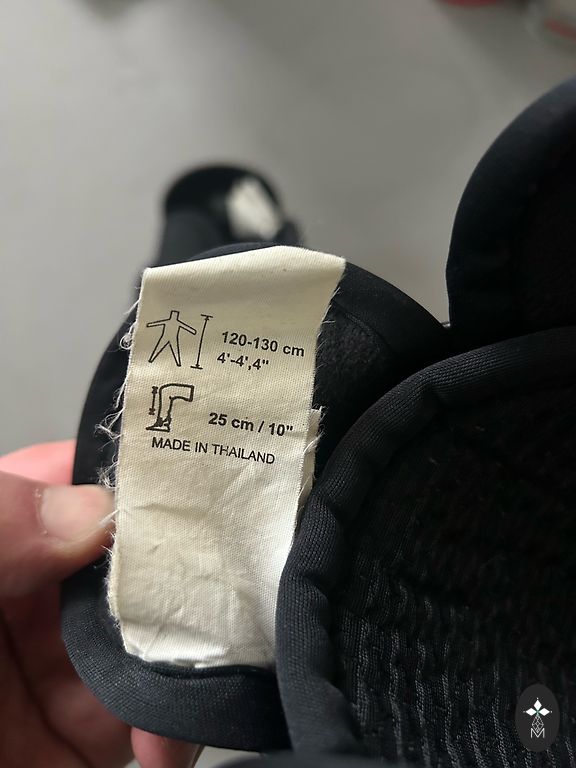 120-130 cm
4'-4',4"
25 cm / 10"
MADE IN THAILAND
M